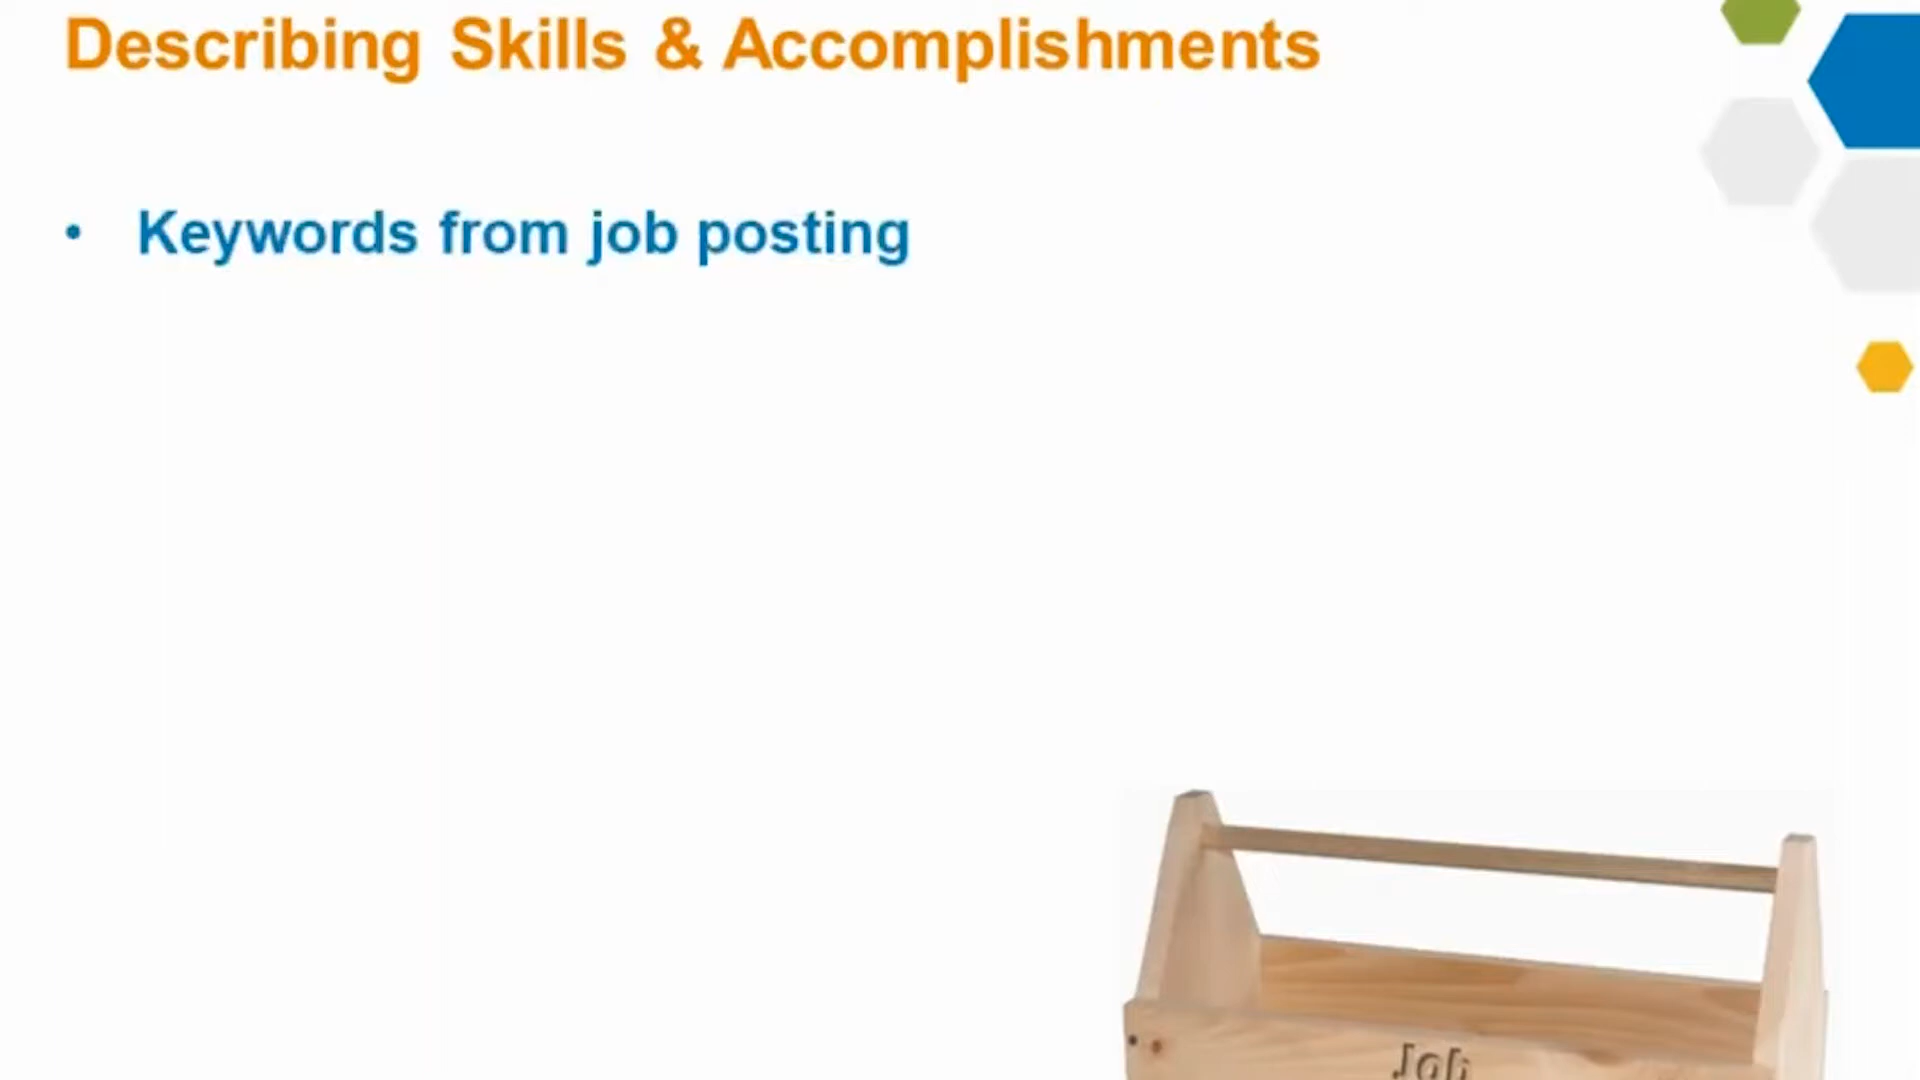 Describing Skills & Accomplishments
• Keywords from job posting